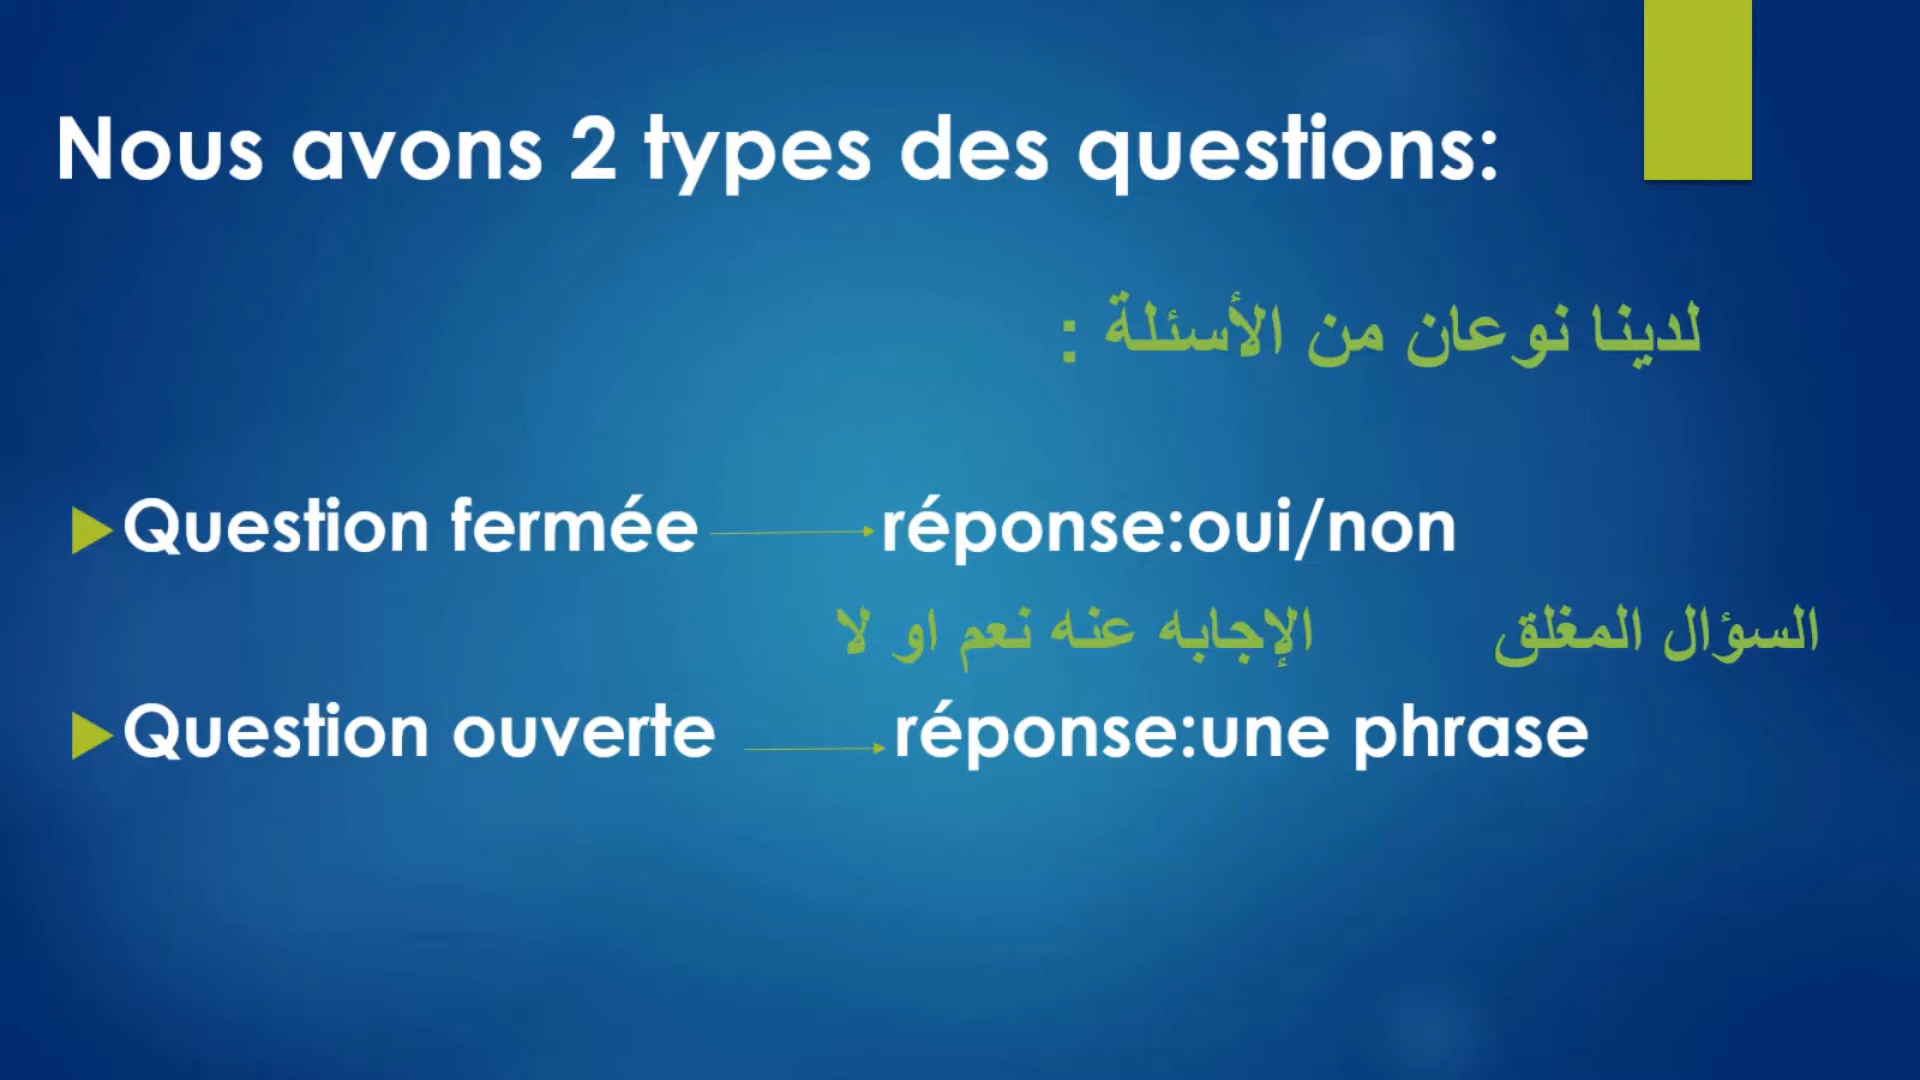 Nous avons 2 types des questions:
لدينا نوعان من الأسئلة :
Question fermée réponse:oui/non
السؤال المغلق الإجابه عنه نعم او لا
Question ouverte réponse:une phrase